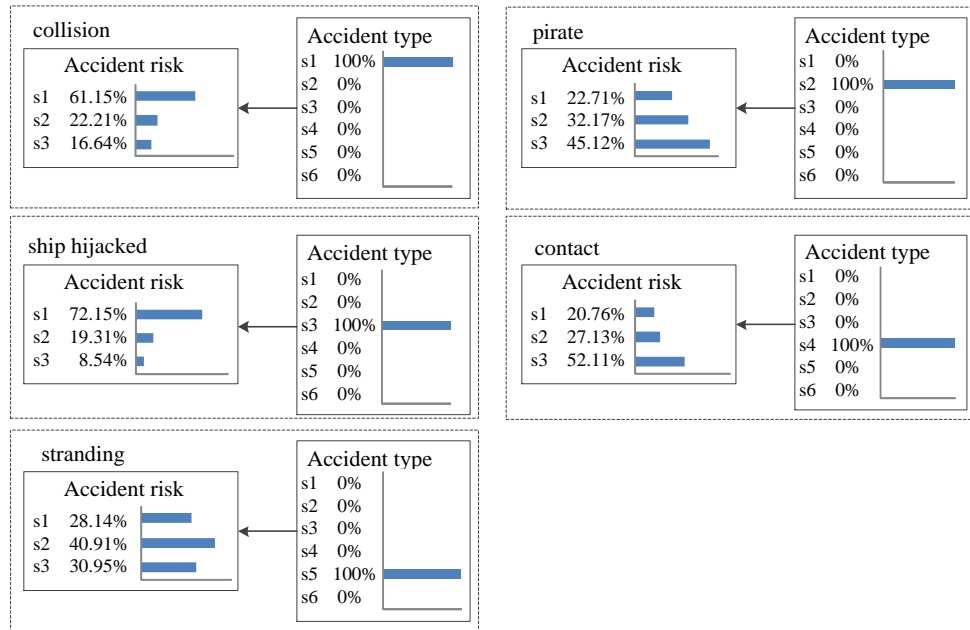 collision
Accident risk
s1 61.15%
s2 22.21%
s3 16.64%
Accident type
s1 100%
s2 0%
s3 0%
s4 0%
s5 0%
s6 0%
pirate
Accident risk
s1 22.71%
s2 32.17%
s3 45.12%
Accident type
s1 0%
s2 100%
s3 0%
s4 0%
s5 0%
s6 0%
ship hijacked
Accident risk
s1 72.15%
s2 19.31%
s3 8.54%
Accident type
s1 0%
s2 0%
s3 100%
s4 0%
s5 0%
s6 0%
contact
Accident risk
s1 20.76%
s2 27.13%
s3 52.11%
Accident type
s1 0%
s2 0%
s3 0%
s4 100%
s5 0%
s6 0%
stranding
Accident risk
s1 28.14%
s2 40.91%
s3 30.95%
Accident type
s1 0%
s2 0%
s3 0%
s4 0%
s5 100%
s6 0%